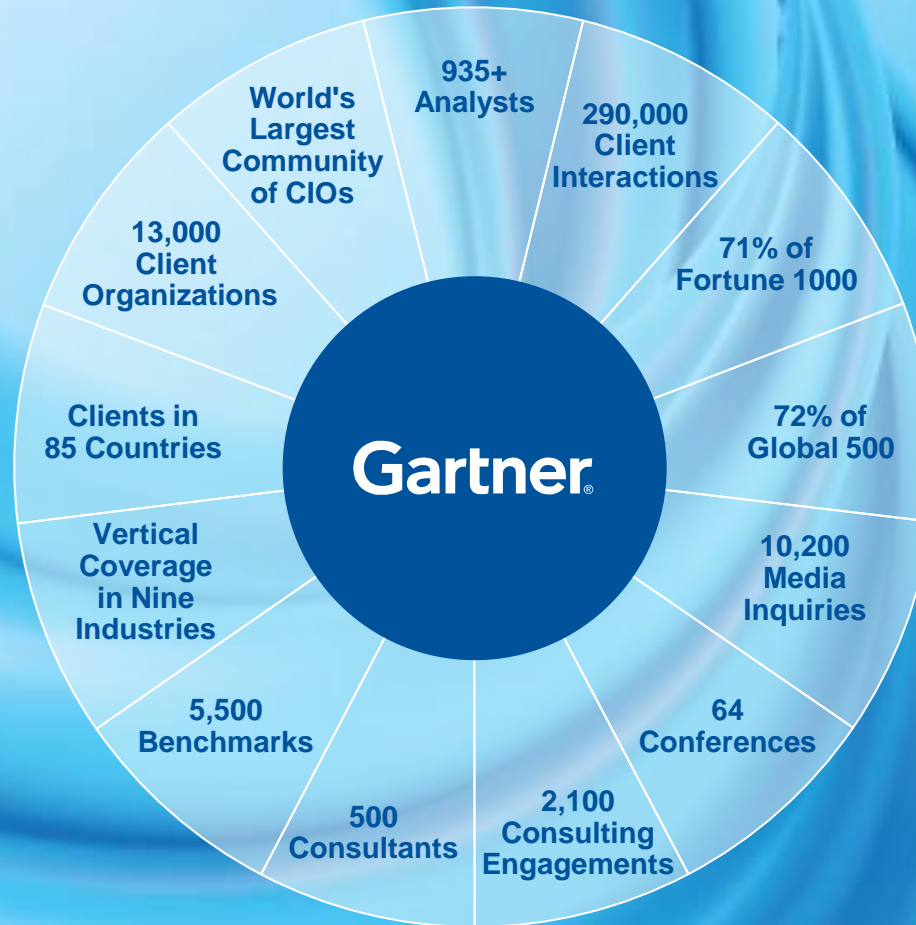 935+
Analysts
290,000
Client
Interactions
71% of
Fortune 1000
72% of
Global 500
10,200
Media
Inquiries
64
Conferences
2,100
Consulting
Engagements
500
Consultants
5,500
Benchmarks
Vertical
Coverage
in Nine
Industries
Clients in
85 Countries
13,000
Client
Organizations
World's
Largest
Community
of CIOs
Gartner®